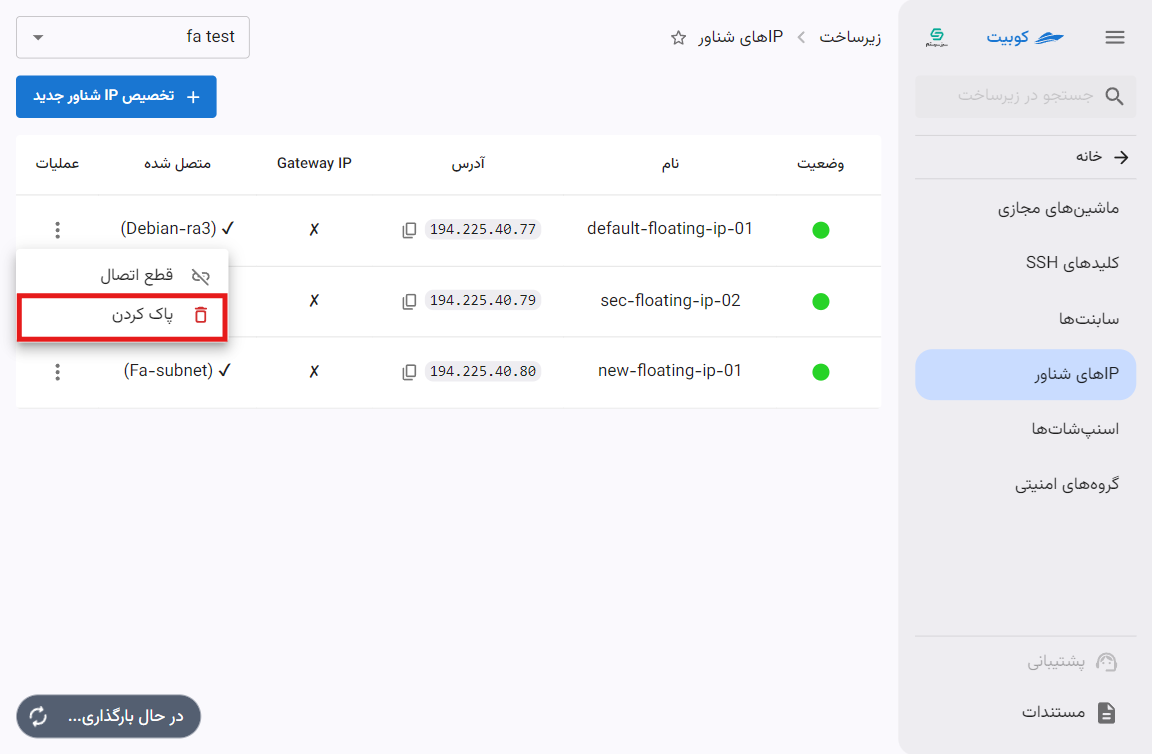 کوبیت
جستجو در زیرساخت
خانه
ماشین‌های مجازی
کلیدهای SSH
سابنت‌ها
IPهای شناور
اسنپ‌شات‌ها
گروه‌های امنیتی
پشتیبانی
مستندات
زیرساخت
IPهای شناور
fa test
تخصیص IP شناور جدید
وضعیت نام آدرس Gateway IP متصل شده عملیات
default-floating-ip-01 194.225.40.77 ✗ ✓ (Debian-ra3)
sec-floating-ip-02 194.225.40.79 ✗
new-floating-ip-01 194.225.40.80 ✗ ✓ (Fa-subnet)
قطع اتصال
پاک کردن
در حال بارگذاری...